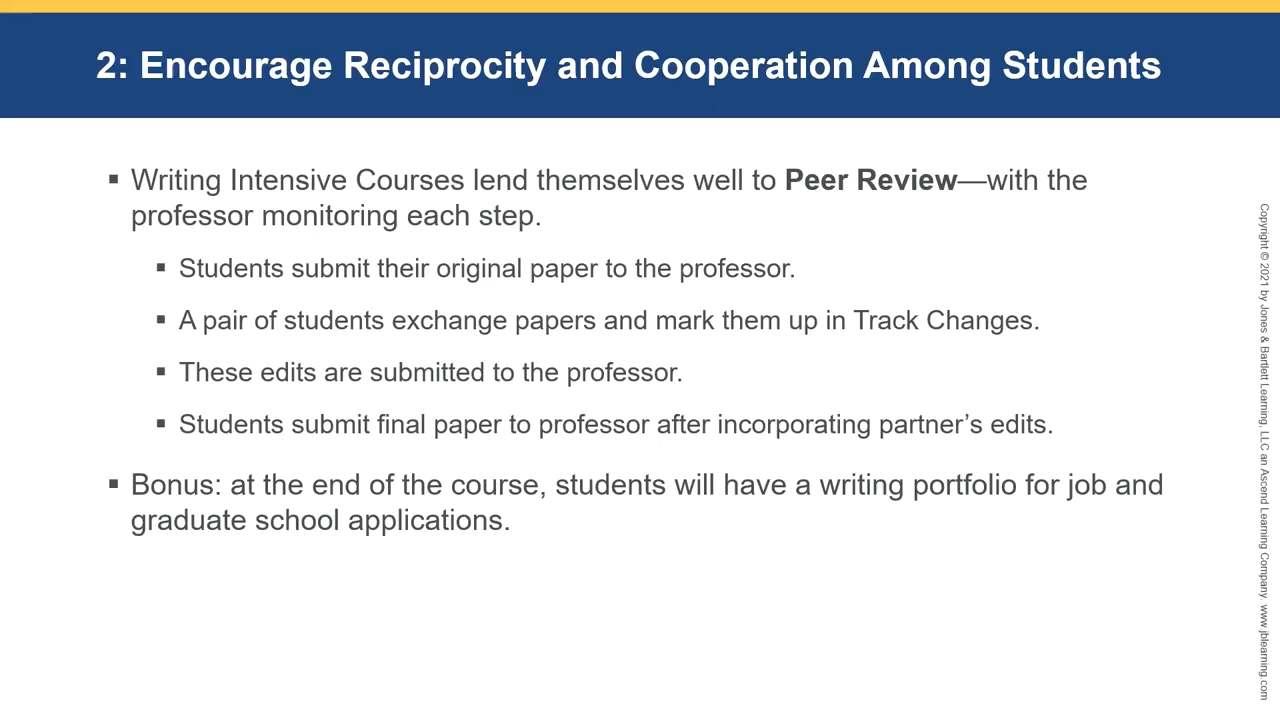 2: Encourage Reciprocity and Cooperation Among Students
▪ Writing Intensive Courses lend themselves well to Peer Review—with the
professor monitoring each step.
▪ Students submit their original paper to the professor.
▪ A pair of students exchange papers and mark them up in Track Changes.
▪ These edits are submitted to the professor.
▪ Students submit final paper to professor after incorporating partner’s edits.
▪ Bonus: at the end of the course, students will have a writing portfolio for job and
graduate school applications.
Copyright © 2021 by Jones & Bartlett Learning, LLC an Ascend Learning Company. www.jblearning.com